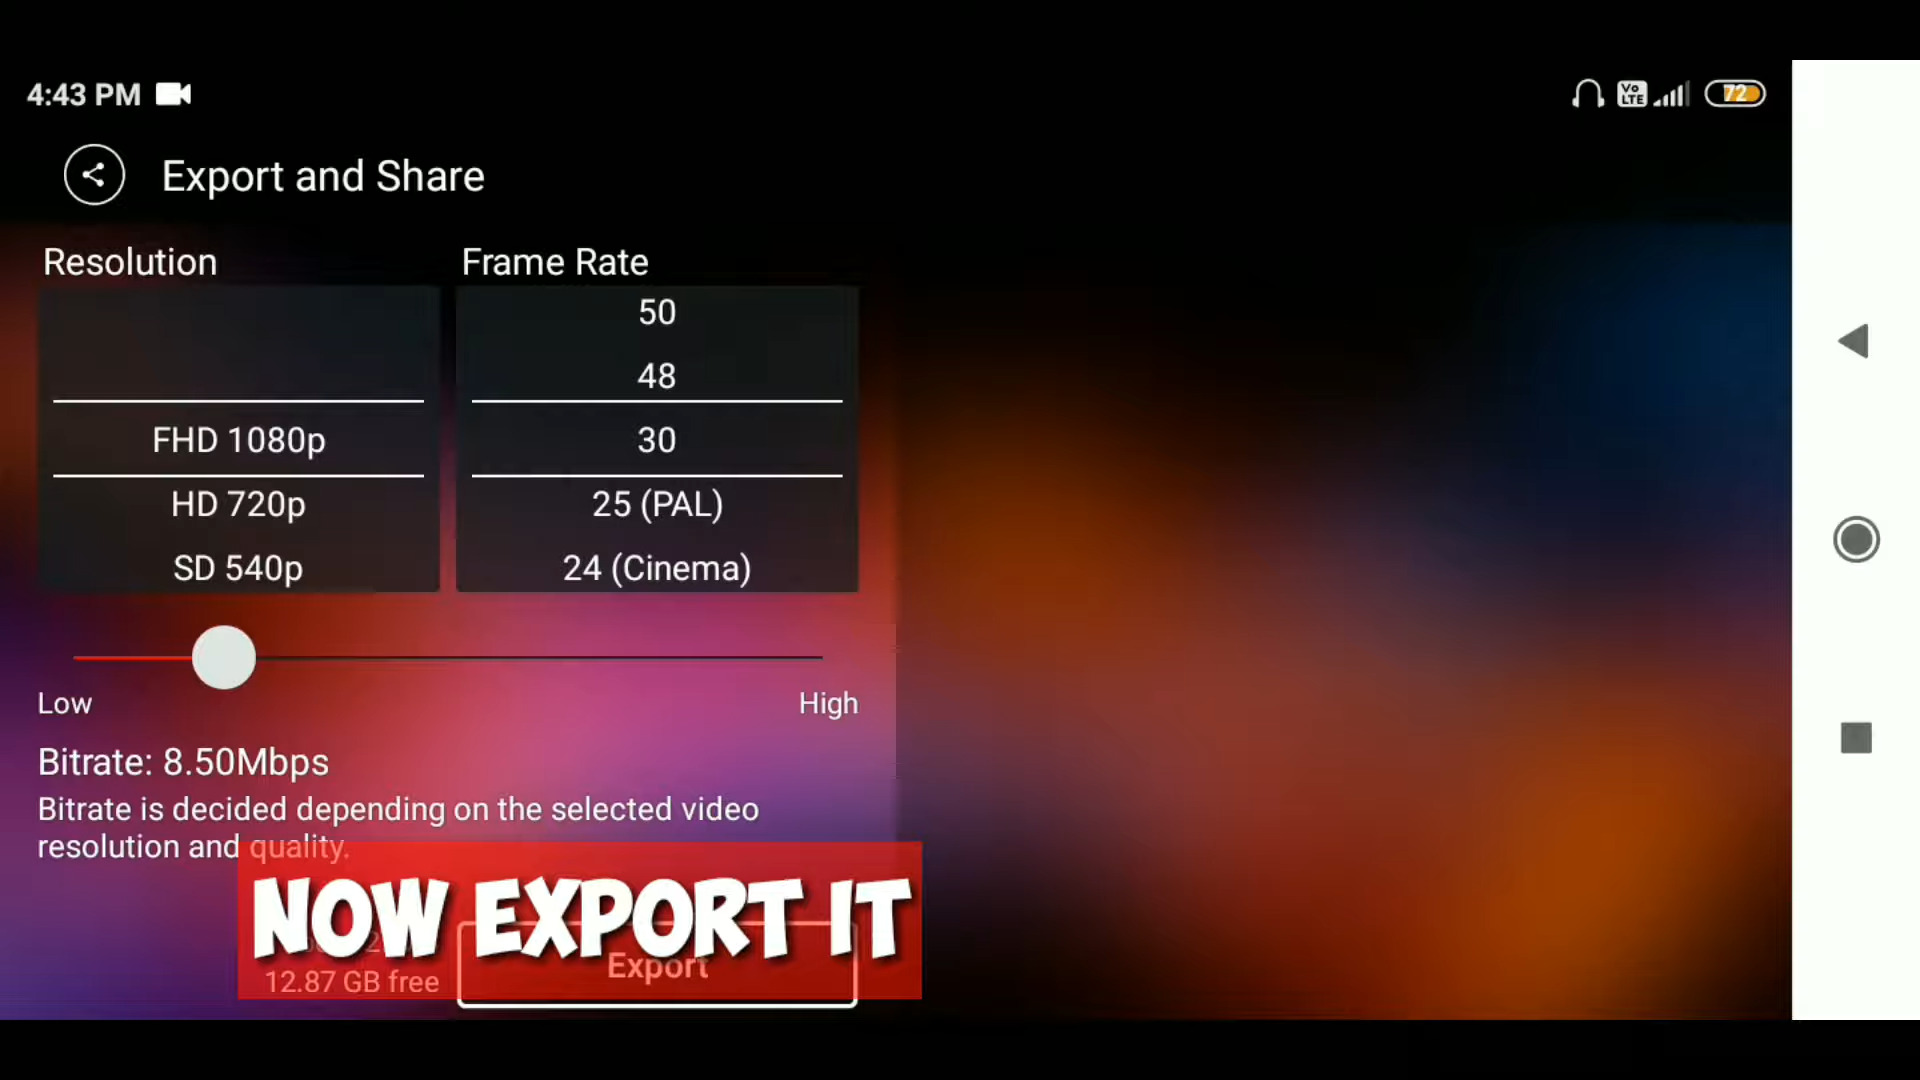 4:43 PM
Vo LTE
72
Export and Share
Resolution
Frame Rate
50
48
FHD 1080p
30
HD 720p
25 (PAL)
SD 540p
24 (Cinema)
Low
High
Bitrate: 8.50Mbps
Bitrate is decided depending on the selected video
resolution and quality.
NOW EXPORT IT
12.87 GB free
Export